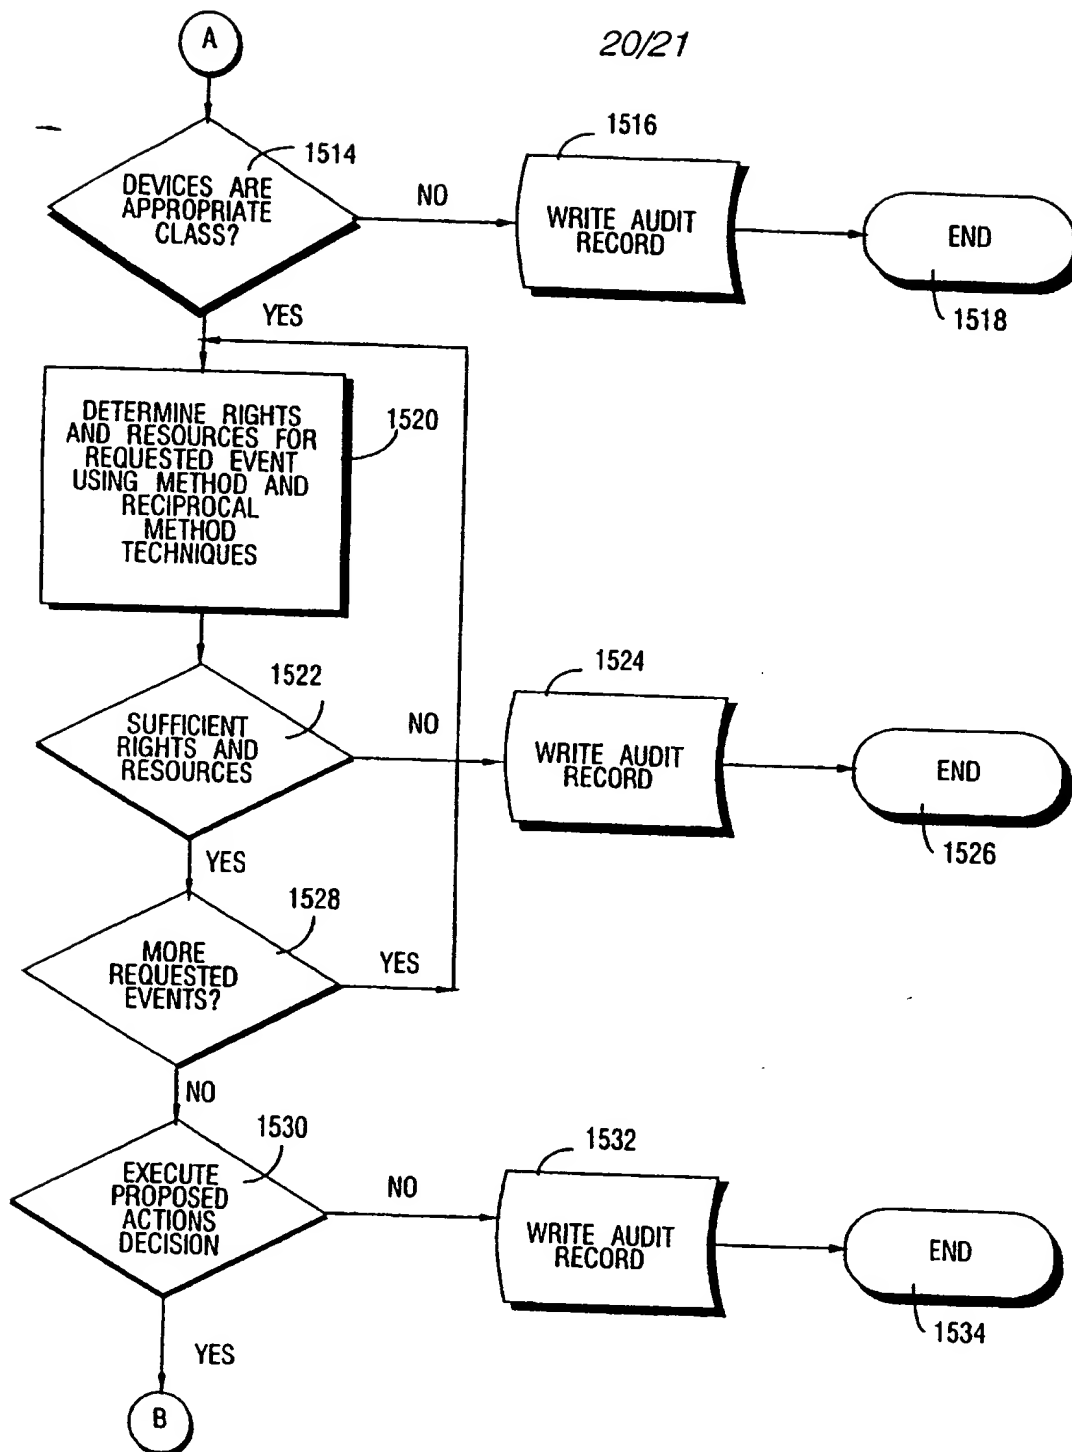 20/21
A
1514
DEVICES ARE
APPROPRIATE
CLASS?
NO
1516
WRITE AUDIT
RECORD
END
1518
YES
DETERMINE RIGHTS
AND RESOURCES FOR
REQUESTED EVENT
USING METHOD AND
RECIPROCAL
METHOD
TECHNIQUES
1520
1522
SUFFICIENT
RIGHTS AND
RESOURCES
NO
1524
WRITE AUDIT
RECORD
END
1526
YES
1528
MORE
REQUESTED
EVENTS?
YES
NO
1530
EXECUTE
PROPOSED
ACTIONS
DECISION
NO
1532
WRITE AUDIT
RECORD
END
1534
YES
B